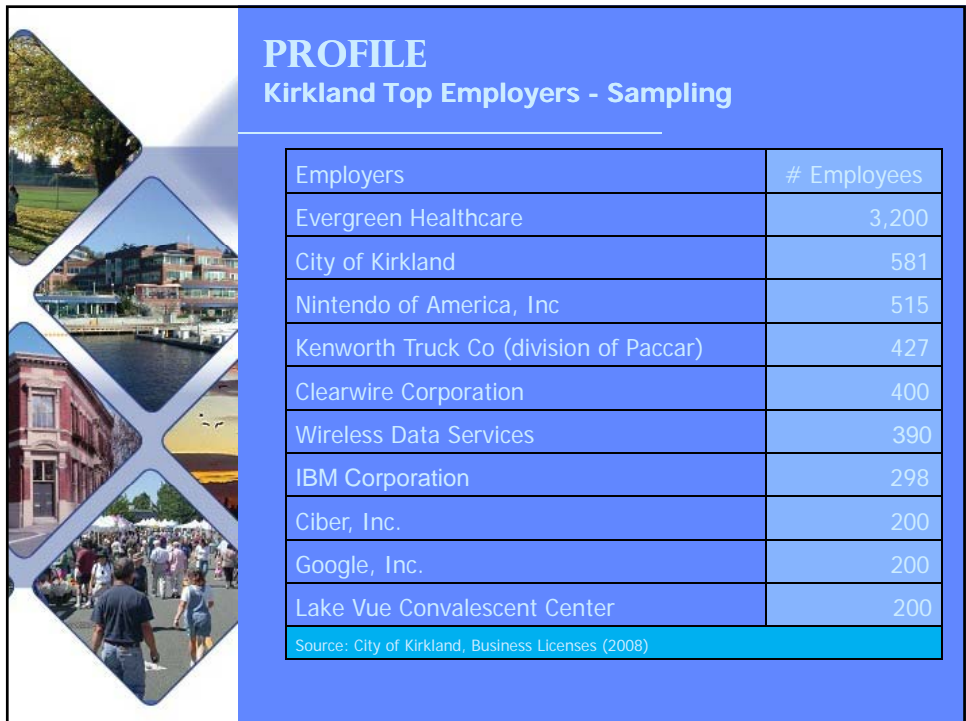 PROFILE
Kirkland Top Employers - Sampling
Employers # Employees
Evergreen Healthcare 3,200
City of Kirkland 581
Nintendo of America, Inc 515
Kenworth Truck Co (division of Paccar) 427
Clearwire Corporation 400
Wireless Data Services 390
IBM Corporation 298
Ciber, Inc. 200
Google, Inc. 200
Lake Vue Convalescent Center 200
Source: City of Kirkland, Business Licenses (2008)